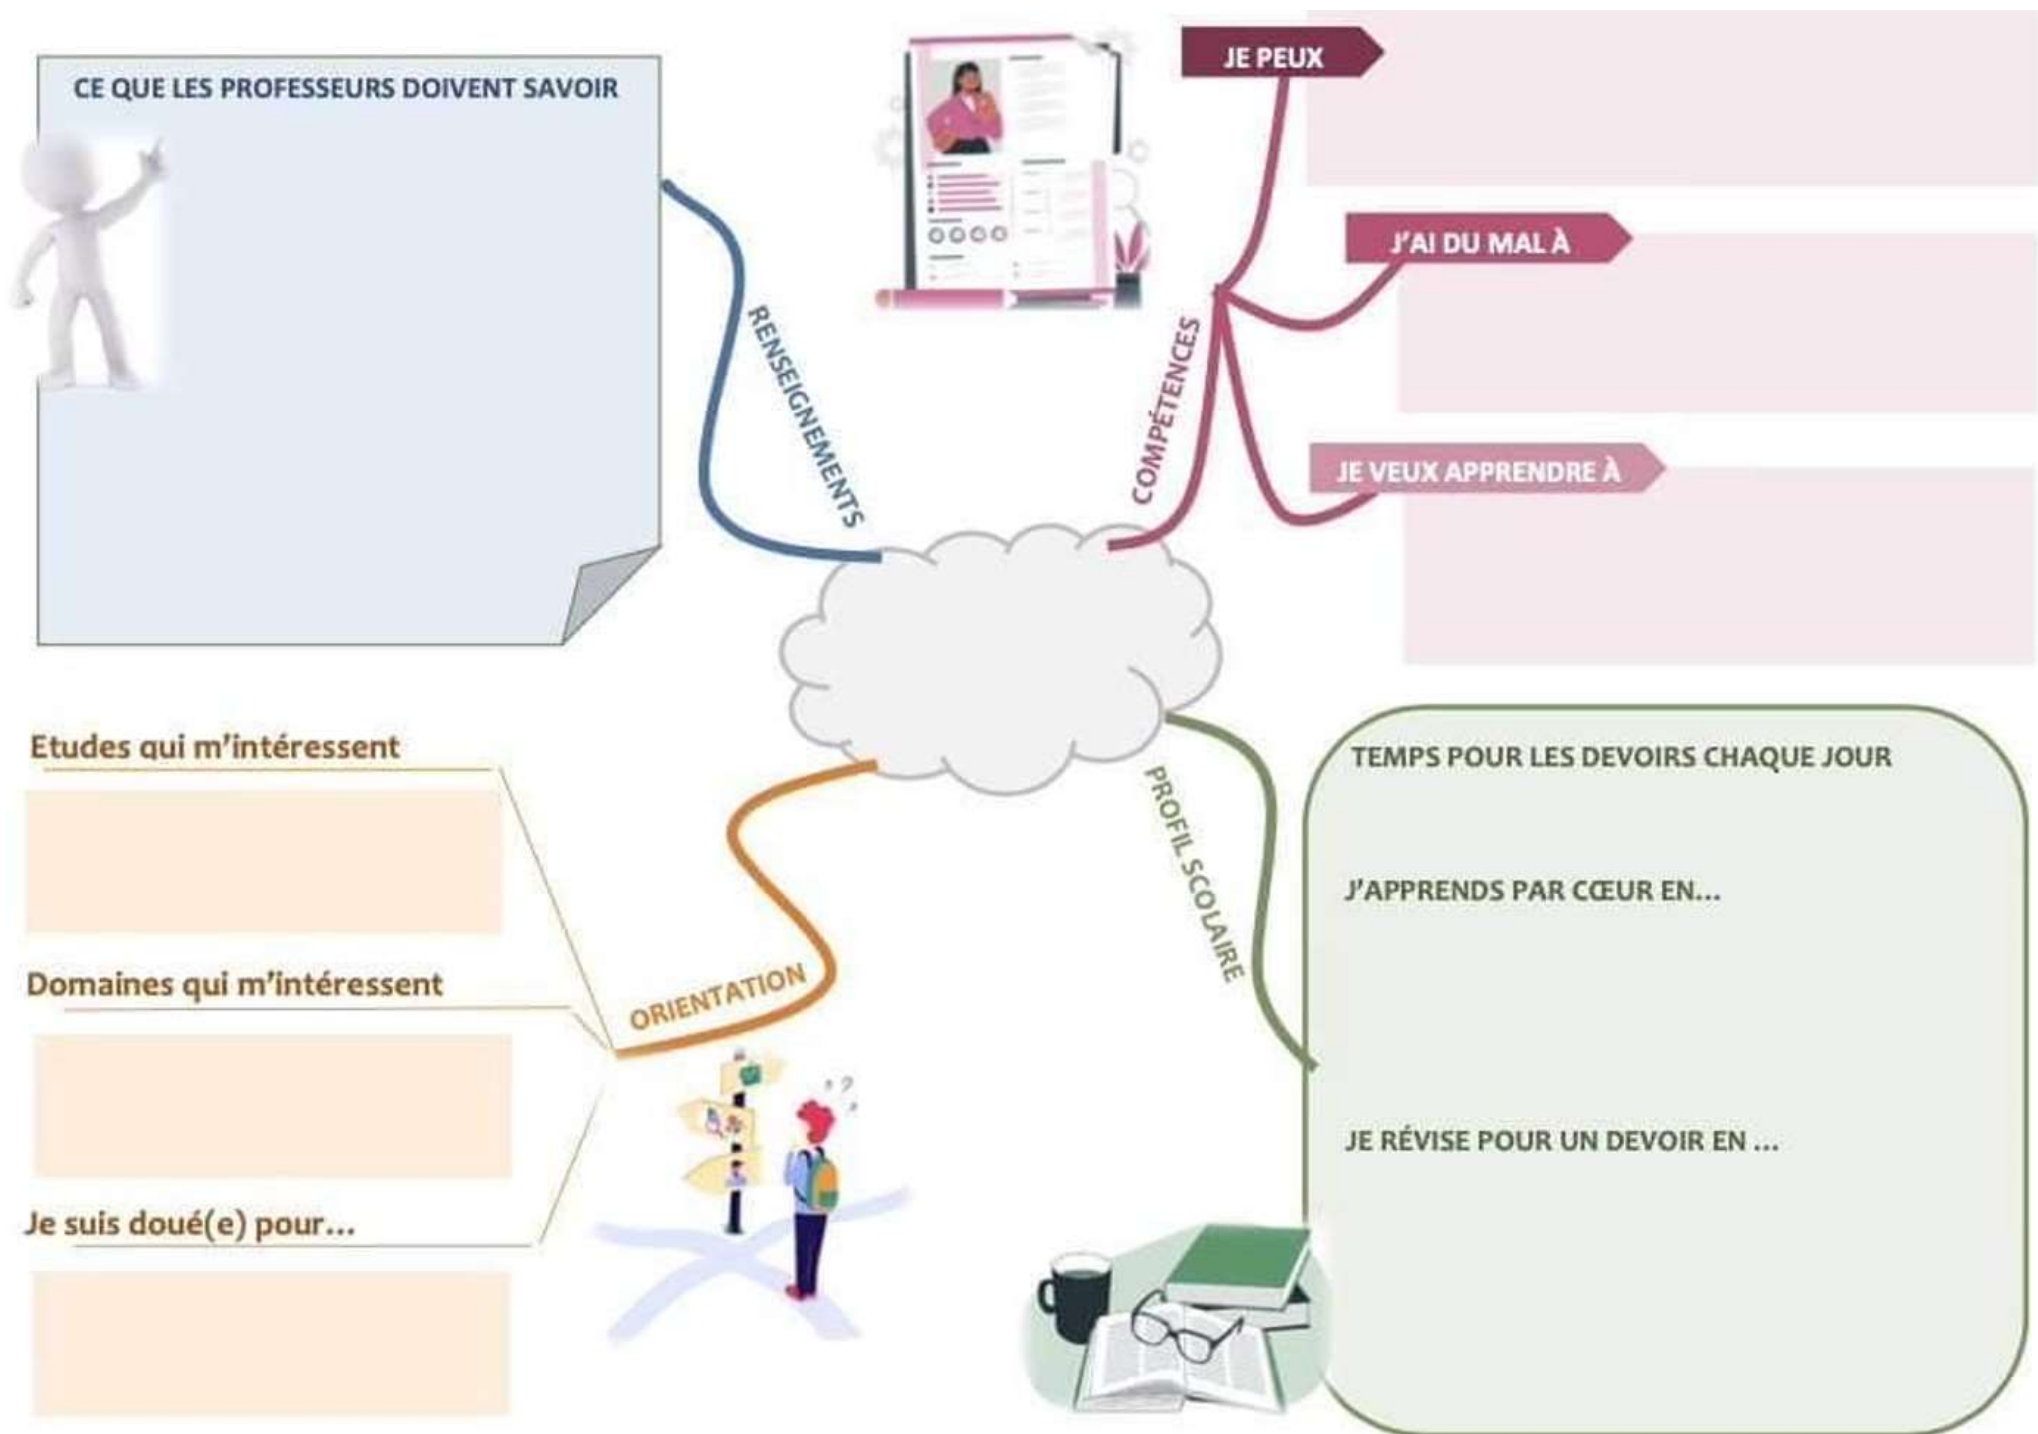 CE QUE LES PROFESSEURS DOIVENT SAVOIR
RENSEIGNEMENTS
COMPÉTENCES
JE PEUX
J'AI DU MAL À
JE VEUX APPRENDRE À
Etudes qui m'intéressent
Domaines qui m'intéressent
Je suis doué(e) pour...
ORIENTATION
? ?
PROFIL SCOLAIRE
TEMPS POUR LES DEVOIRS CHAQUE JOUR
J'APPRENDS PAR CŒUR EN...
JE RÉVISE POUR UN DEVOIR EN ...